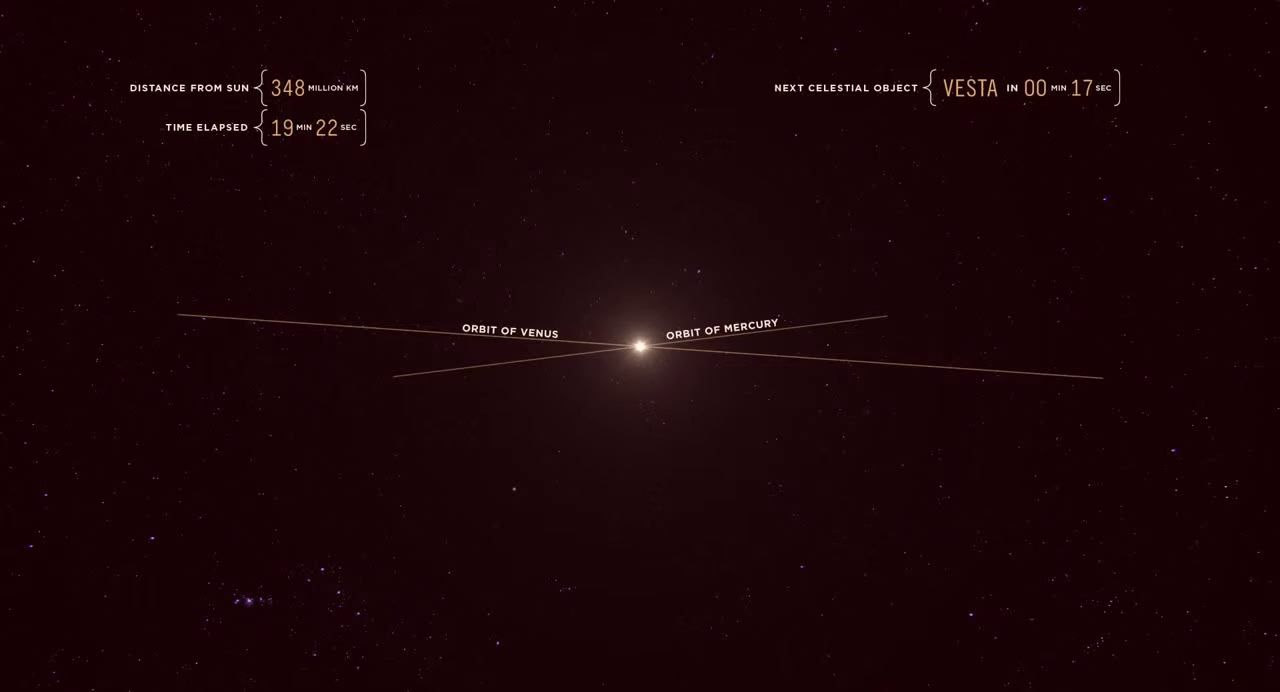 DISTANCE FROM SUN 348 MILLION KM
TIME ELAPSED 19 MIN 22 SEC
NEXT CELESTIAL OBJECT VESTA IN 00 MIN 17 SEC
ORBIT OF VENUS
ORBIT OF MERCURY